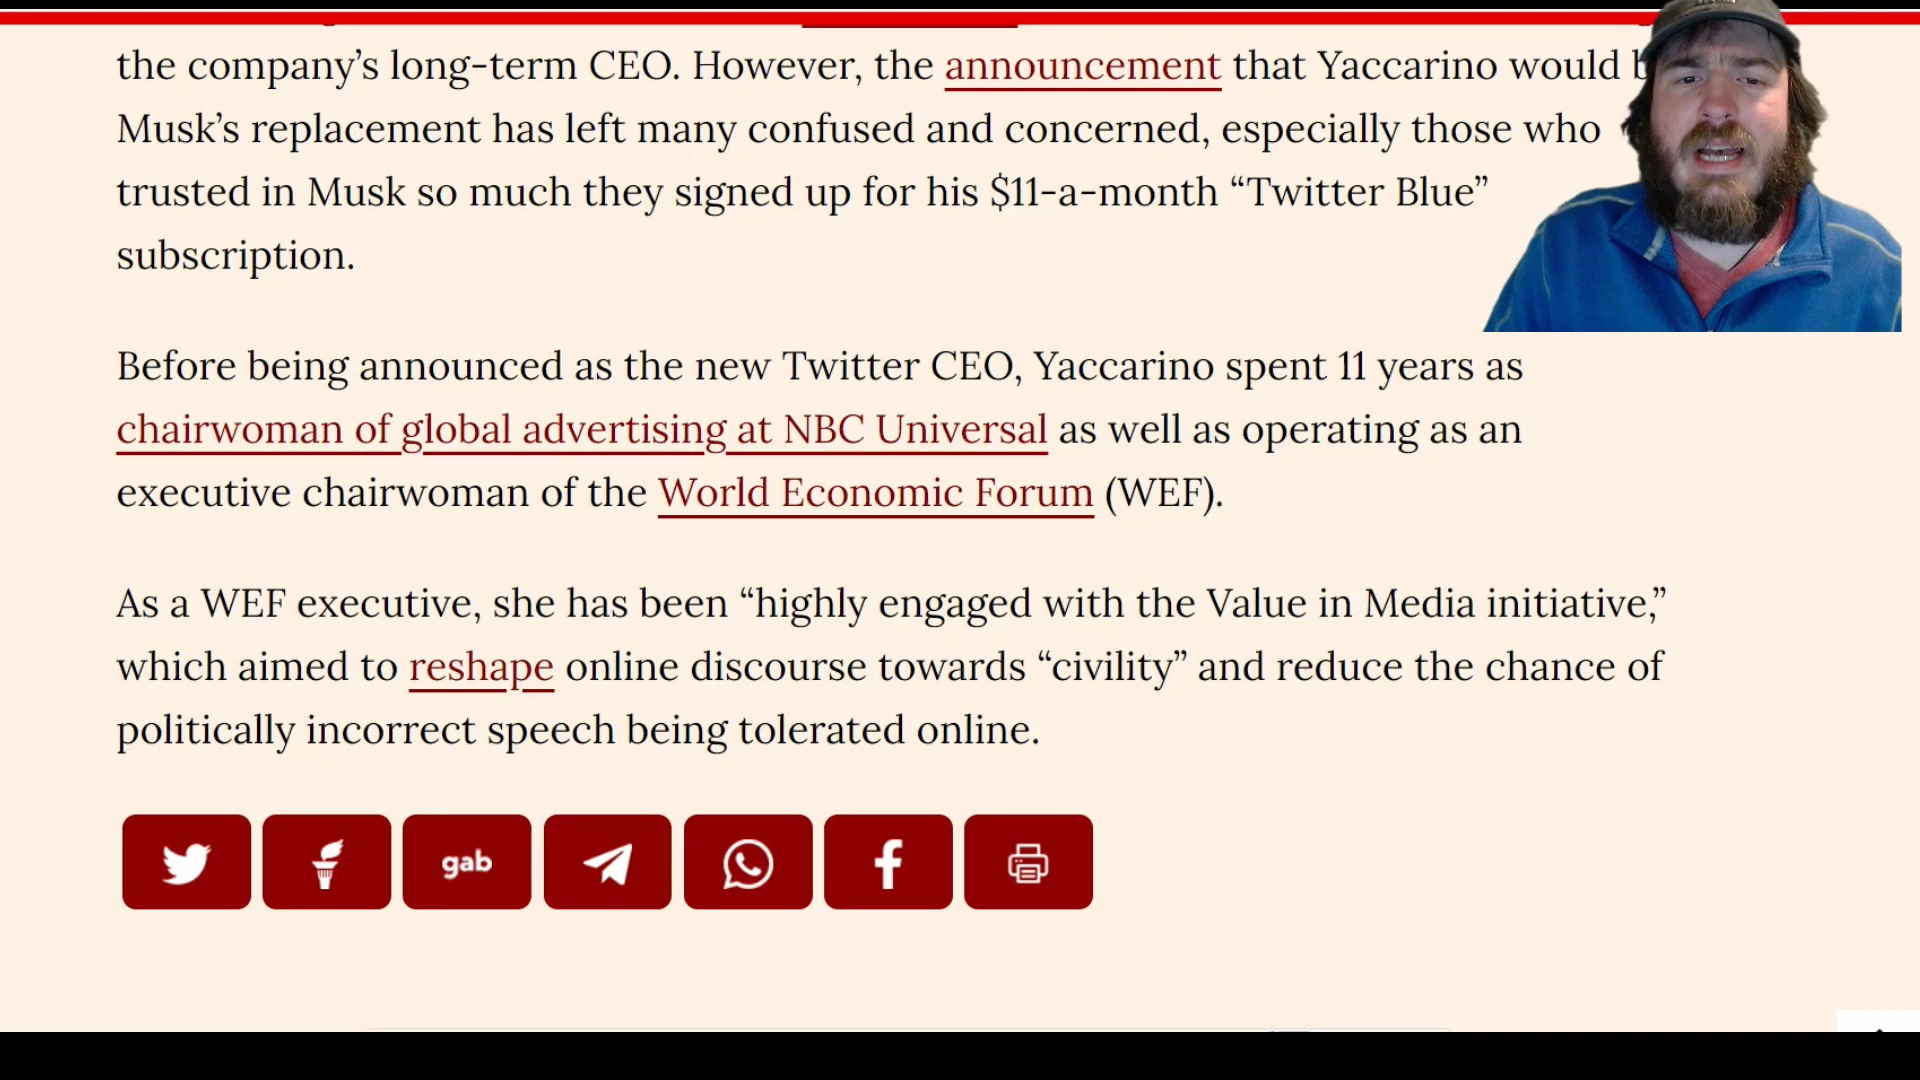 the company’s long-term CEO. However, the announcement that Yaccarino would
Musk’s replacement has left many confused and concerned, especially those who
trusted in Musk so much they signed up for his $11-a-month “Twitter Blue”
subscription.
Before being announced as the new Twitter CEO, Yaccarino spent 11 years as
chairwoman of global advertising at NBC Universal as well as operating as an
executive chairwoman of the World Economic Forum (WEF).
As a WEF executive, she has been “highly engaged with the Value in Media initiative,”
which aimed to reshape online discourse towards “civility” and reduce the chance of
politically incorrect speech being tolerated online.
gab